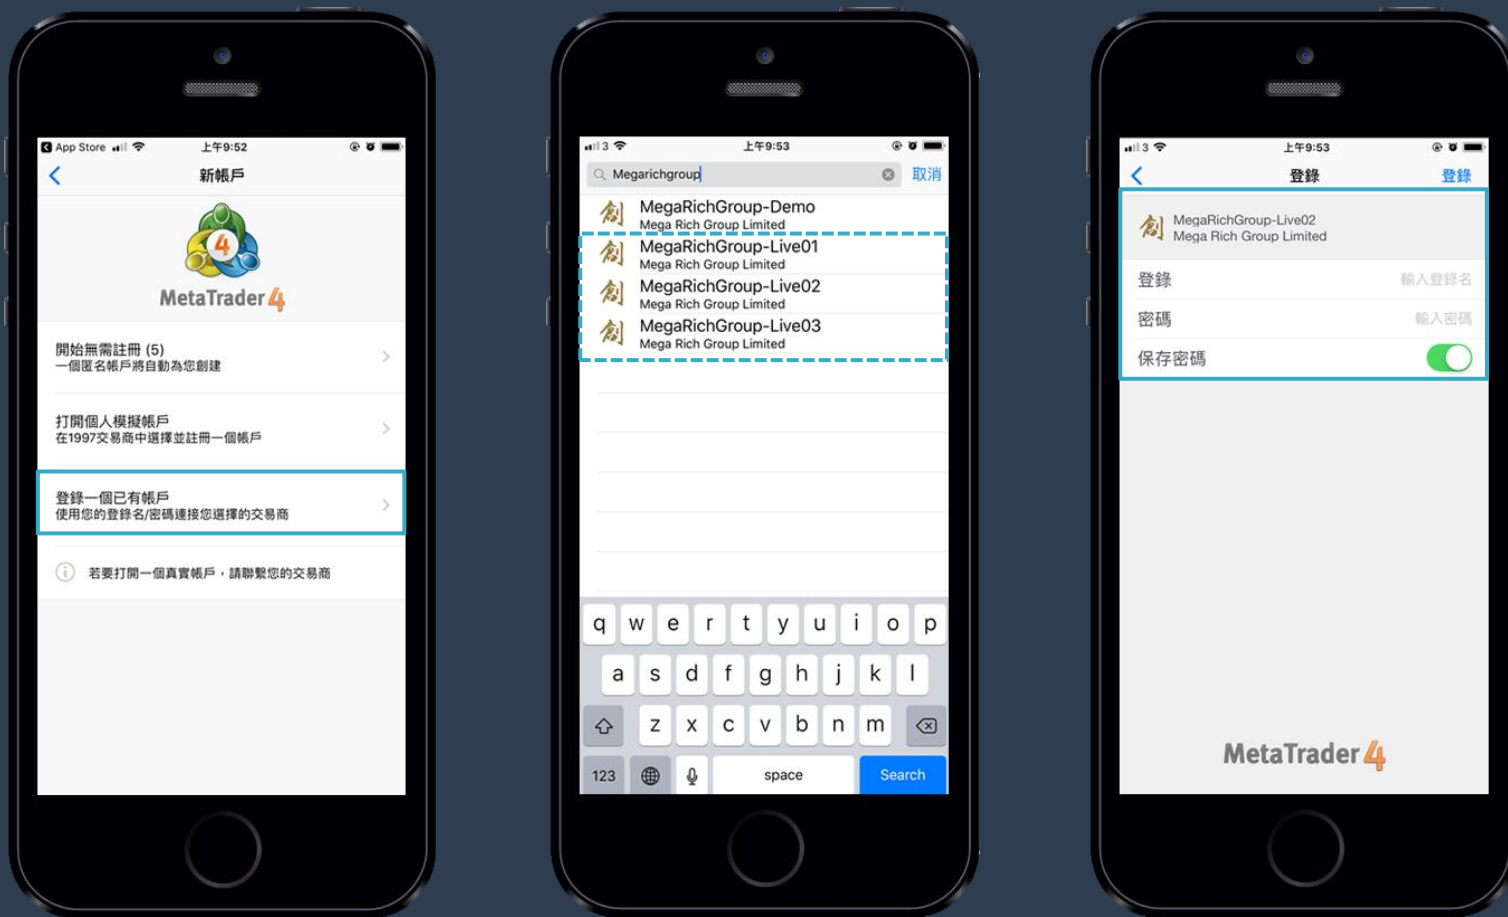 App Store
上午9:52
新帳戶
4
MetaTrader 4
開始無需註冊 (5)
一個匿名帳戶將自動為您創建
打開個人模擬帳戶
在1997交易商中選擇並註冊一個帳戶
登錄一個已有帳戶
使用您的登錄名/密碼連接您選擇的交易商
若要打開一個真實帳戶，請聯繫您的交易商
3
上午9:53
Megarichgroup
取消
創
MegaRichGroup-Demo
Mega Rich Group Limited
創
MegaRichGroup-Live01
Mega Rich Group Limited
創
MegaRichGroup-Live02
Mega Rich Group Limited
創
MegaRichGroup-Live03
Mega Rich Group Limited
q w e r t y u i o p
a s d f g h j k l
z x c v b n m
123 space Search
3
上午9:53
登錄
登錄
創
MegaRichGroup-Live02
Mega Rich Group Limited
登錄 輸入登錄名
密碼 輸入密碼
保存密碼
MetaTrader 4